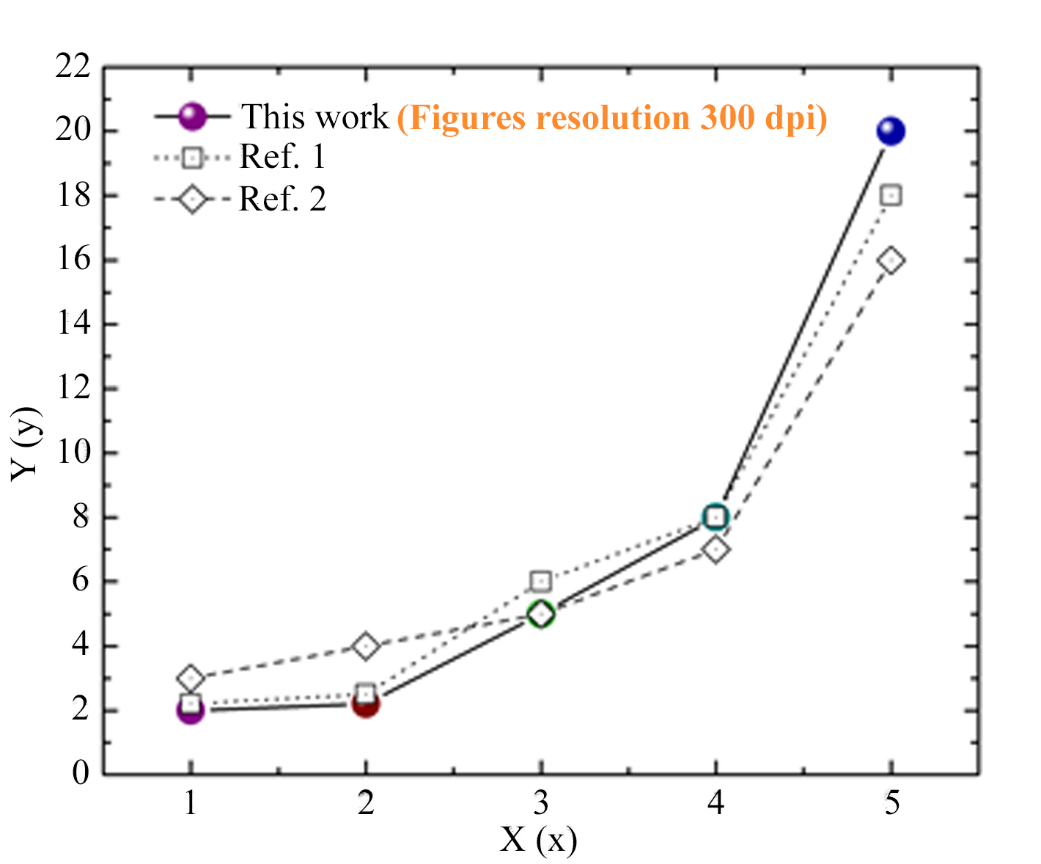 22
20
18
16
14
12
10
8
6
4
2
0
This work (Figures resolution 300 dpi)
Ref. 1
Ref. 2
Y (y)
1 2 3 4 5
X (x)